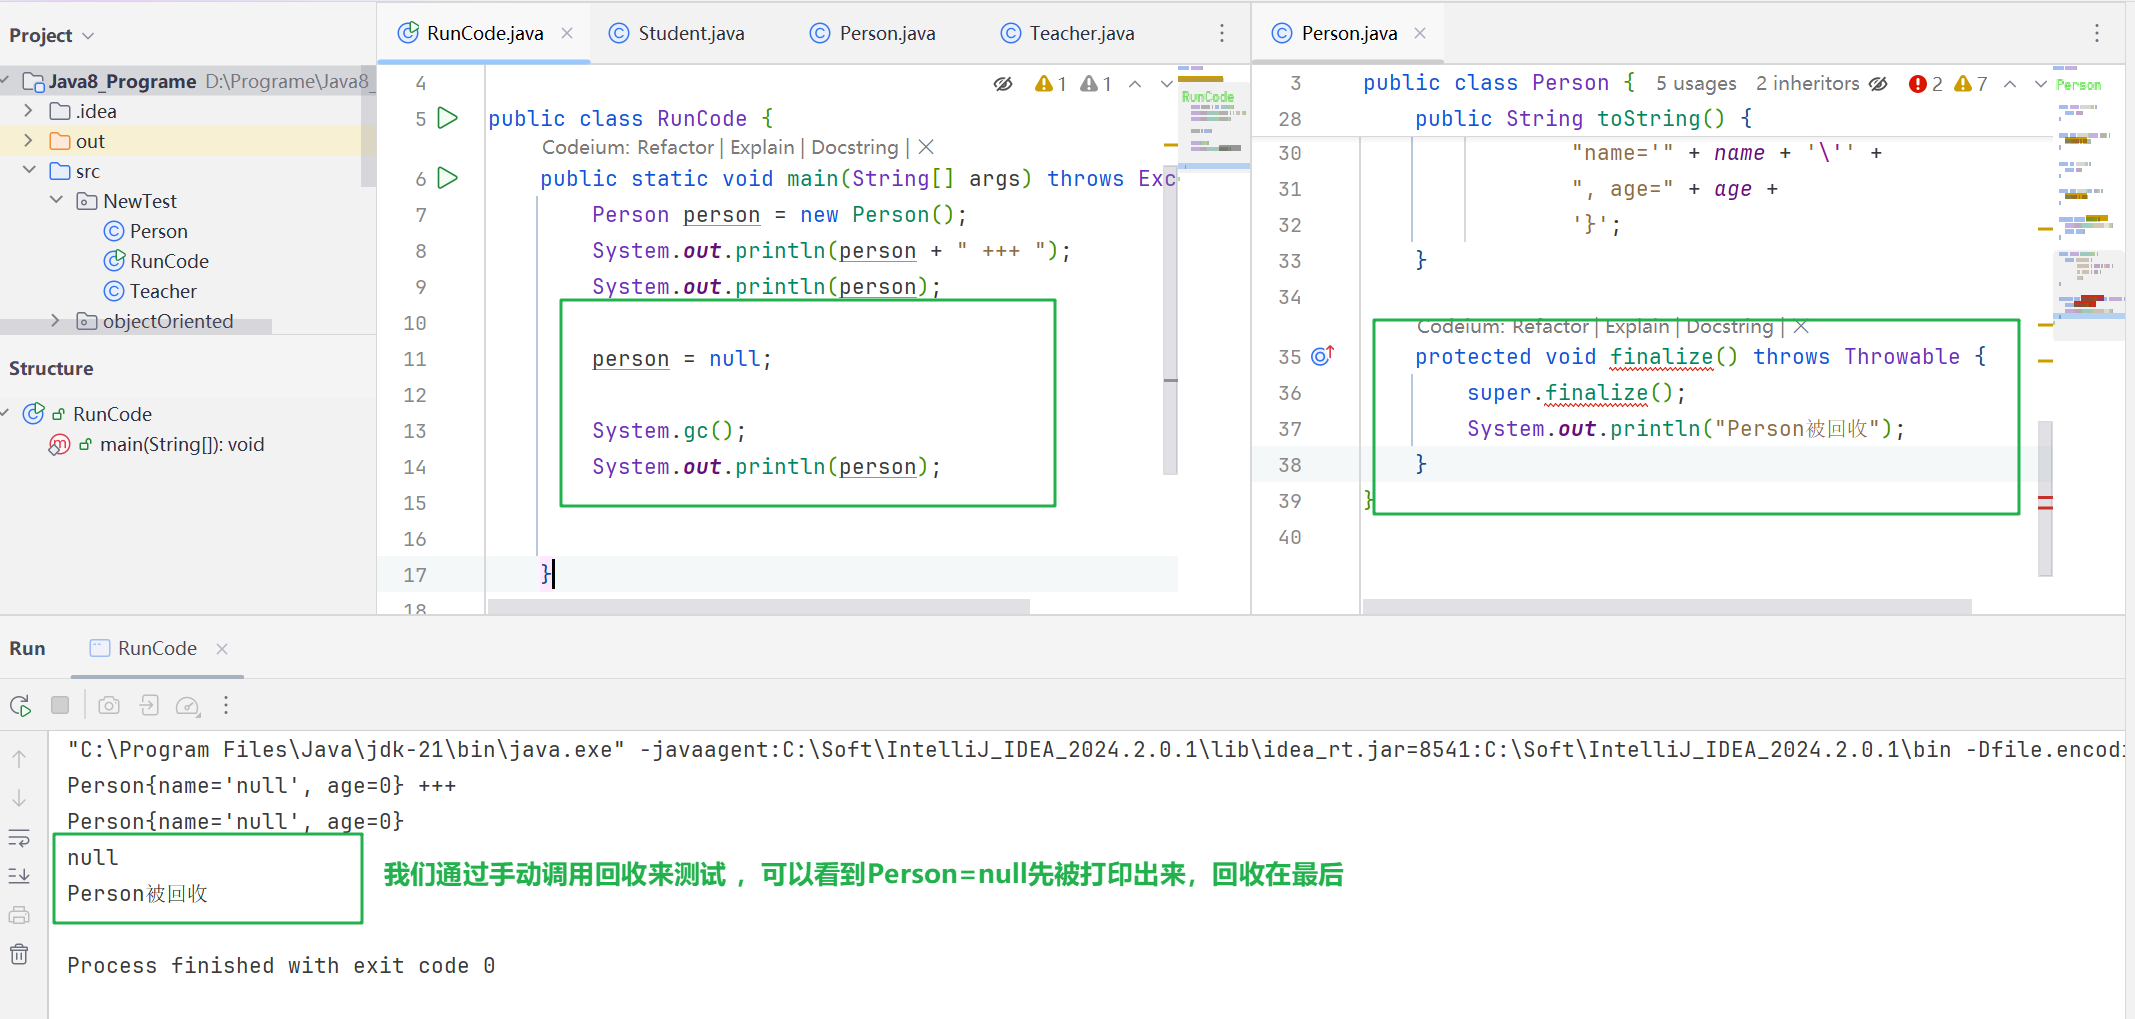 Project
Java8_Programe D:\Programe\Java8_
.idea
out
src
NewTest
Person
RunCode
Teacher
objectOriented
Structure
RunCode
main(String[]): void
RunCode.java
Student.java
Person.java
Teacher.java
1 1
4
5 public class RunCode {
Codeium: Refactor | Explain | Docstring |
6 public static void main(String[] args) throws Exc
7 Person person = new Person();
8 System.out.println(person + " +++ ");
9 System.out.println(person);
10
11 person = null;
12
13 System.gc();
14 System.out.println(person);
15
16
17 }
18
RunCode
Person.java
3 public class Person { 5 usages 2 inheritors 2 7
28 public String toString() {
30 "name='" + name + '\'' +
31 ", age=" + age +
32 '}';
33 }
34
Codeium: Refactor | Explain | Docstring |
35 protected void finalize() throws Throwable {
36 super.finalize();
37 System.out.println("Person被回收");
38 }
39 }
40
Person
Run RunCode
"C:\Program Files\Java\jdk-21\bin\java.exe" -javaagent:C:\Soft\IntelliJ_IDEA_2024.2.0.1\lib\idea_rt.jar=8541:C:\Soft\IntelliJ_IDEA_2024.2.0.1\bin -Dfile.encodi
Person{name='null', age=0} +++
Person{name='null', age=0}
null
Person被回收
我们通过手动调用回收来测试 ，可以看到Person=null先被打印出来，回收在最后
Process finished with exit code 0